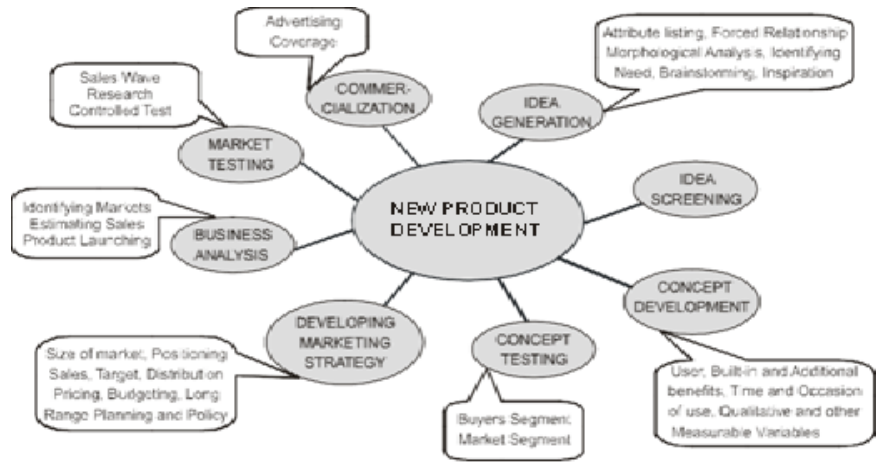 Advertising
Coverage
Attribute listing, Forced Relationship
Morphological Analysis, Identifying
Need, Brainstorming, Inspiration
Sales Wave
Research
Controlled Test
COMMER-
CIALIZATION
IDEA
GENERATION
MARKET
TESTING
IDEA
SCREENING
NEW PRODUCT
DEVELOPMENT
Identifying Markets
Estimating Sales
Product Launching
BUSINESS
ANALYSIS
CONCEPT
DEVELOPMENT
DEVELOPING
MARKETING
STRATEGY
CONCEPT
TESTING
Size of market, Positioning
Sales, Target, Distribution
Pricing, Budgeting, Long
Range Planning and Policy
Buyers Segment
Market Segment
User, Built-in and Additional
benefits, Time and Occasion
of use, Qualitative and other
Measurable Variables